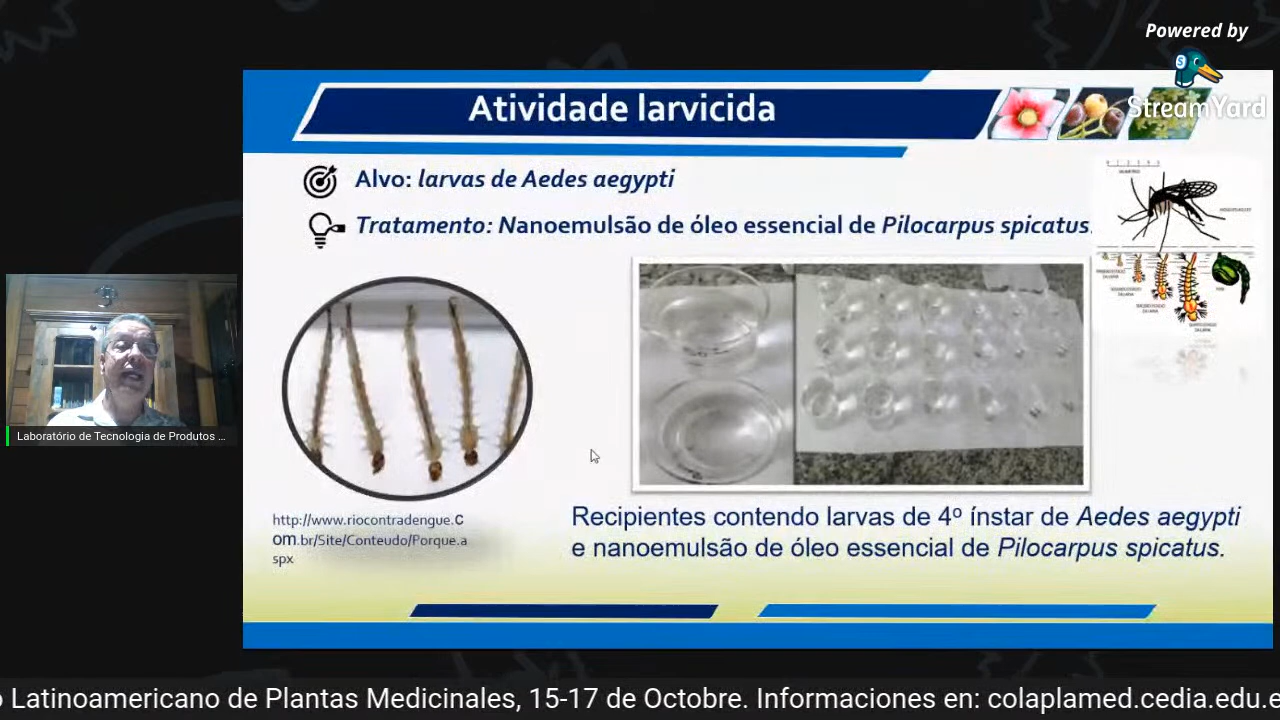 Powered by
StreamYard
Atividade larvicida
Alvo: larvas de Aedes aegypti
Tratamento: Nanoemulsão de óleo essencial de Pilocarpus spicatus.
Laboratório de Tecnologia de Produtos ...
http://www.riocontradengue.C
om.br/Site/Conteudo/Porque.a
spx
Recipientes contendo larvas de 4º ínstar de Aedes aegypti
e nanoemulsão de óleo essencial de Pilocarpus spicatus.
o Latinoamericano de Plantas Medicinales, 15-17 de Octobre. Informaciones en: colaplamed.cedia.edu.e